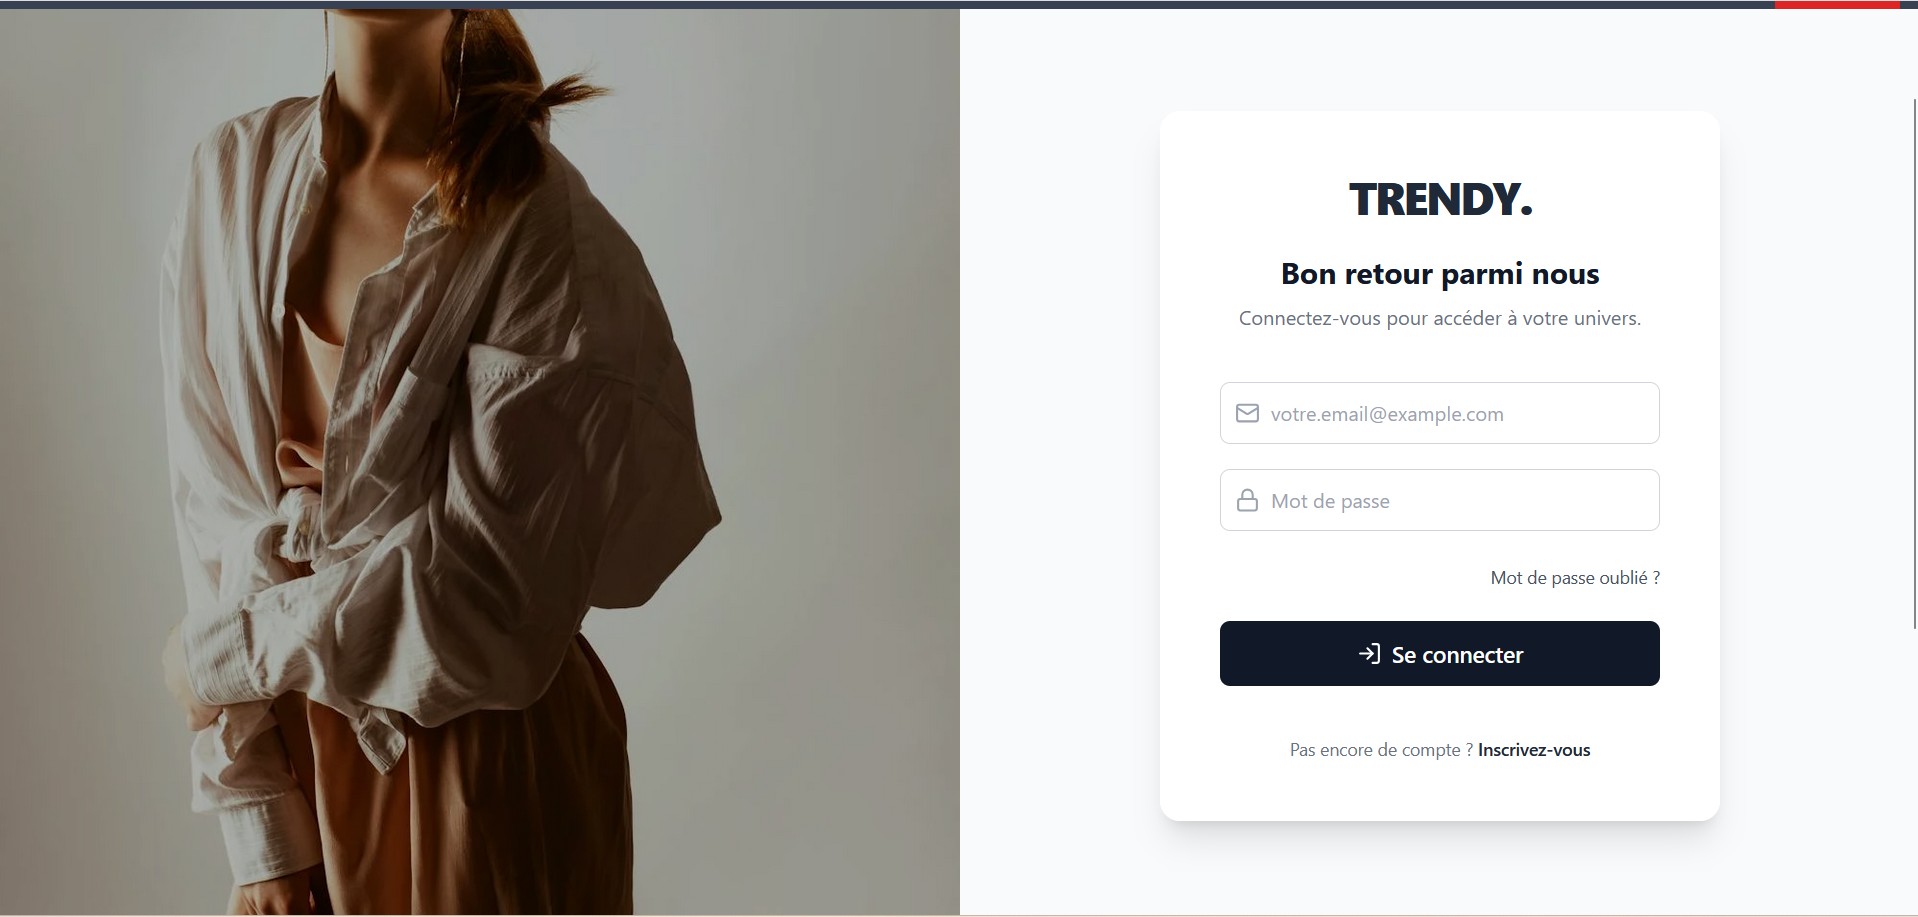 TRENDY.
Bon retour parmi nous
Connectez-vous pour accéder à votre univers.
votre.email@example.com
Mot de passe
Mot de passe oublié ?
Se connecter
Pas encore de compte ? Inscrivez-vous